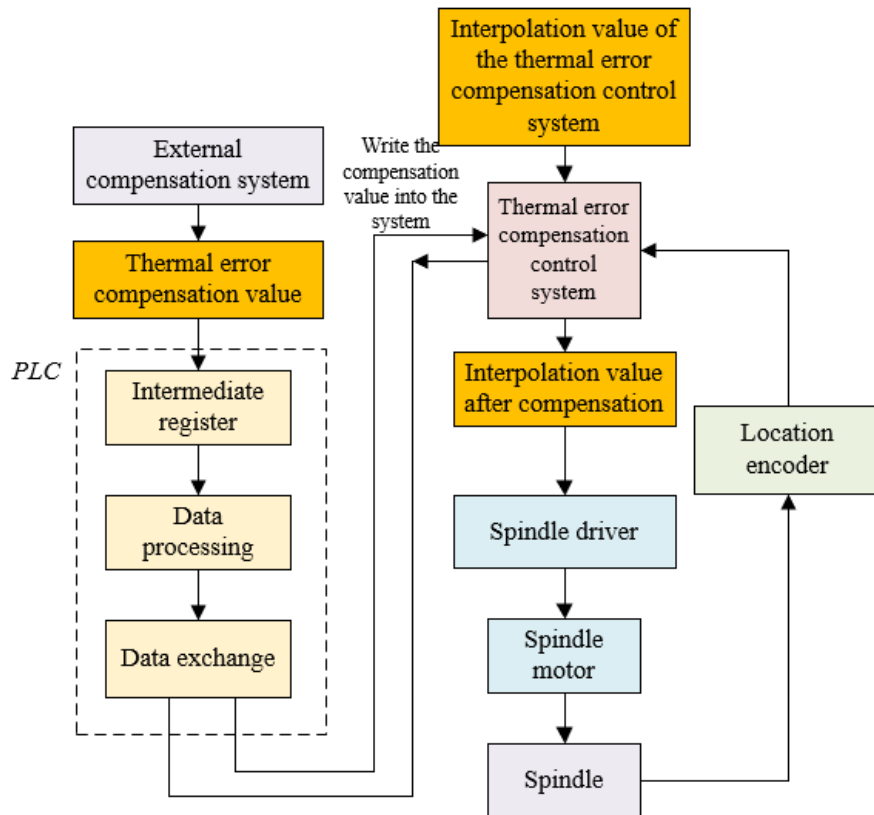 Interpolation value of
the thermal error
compensation control
system
External
compensation system
Write the
compensation
value into the
system
Thermal error
compensation
control
system
Thermal error
compensation value
PLC
Intermediate
register
Interpolation value
after compensation
Location
encoder
Data
processing
Spindle driver
Data exchange
Spindle
motor
Spindle